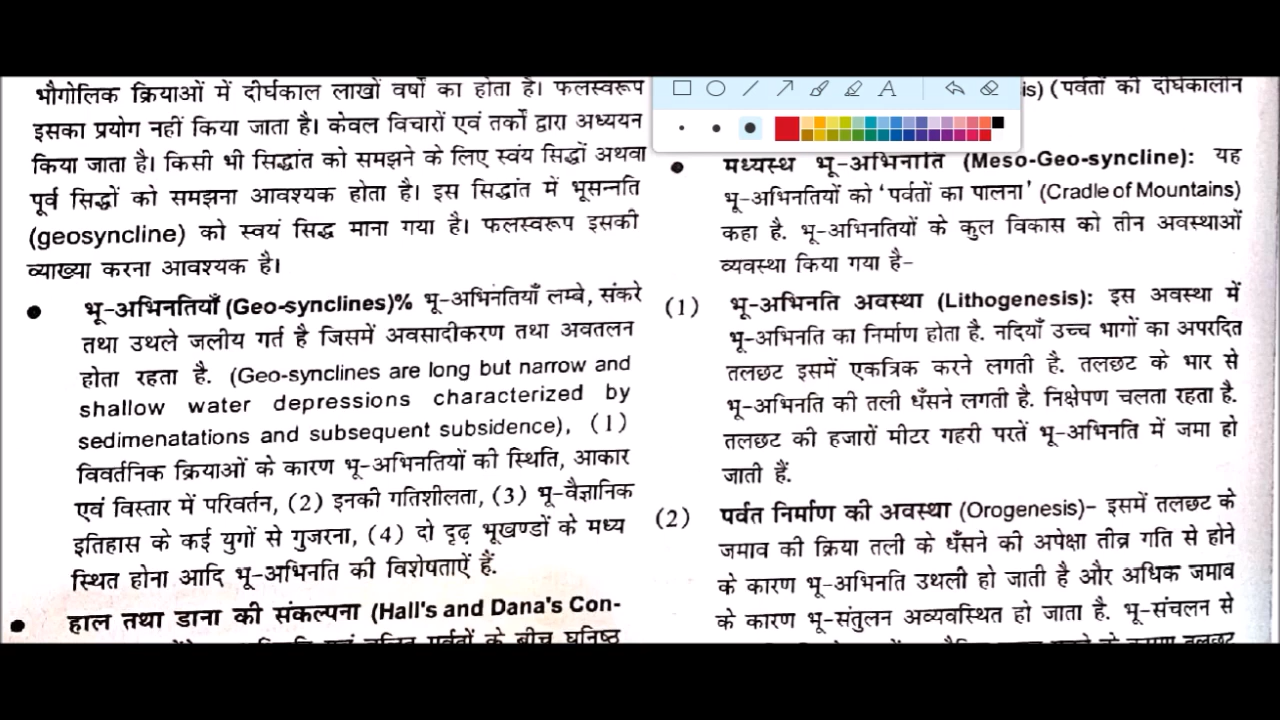 भौगोलिक क्रियाओं में दीर्घकाल लाखों वर्षों का होता है। फलस्वरूप
इसका प्रयोग नहीं किया जाता है। केवल विचारों एवं तर्कों द्वारा अध्ययन
किया जाता है। किसी भी सिद्धांत को समझने के लिए स्वंय सिद्धों अथवा
पूर्व सिद्धों को समझना आवश्यक होता है। इस सिद्धांत में भूसन्नति
(geosyncline) को स्वयं सिद्ध माना गया है। फलस्वरूप इसकी
व्याख्या करना आवश्यक है।
● भू-अभिनतियाँ (Geo-synclines)% भू-अभिनतियाँ लम्बे, संकरे
तथा उथले जलीय गर्त है जिसमें अवसादीकरण तथा अवतलन
होता रहता है. (Geo-synclines are long but narrow and
shallow water depressions characterized by
sedimenatations and subsequent subsidence), (1)
विवर्तनिक क्रियाओं के कारण भू-अभिनतियों की स्थिति, आकार
एवं विस्तार में परिवर्तन, (2) इनकी गतिशीलता, (3) भू-वैज्ञानिक
इतिहास के कई युगों से गुजरना, (4) दो दृढ़ भूखण्डों के मध्य
स्थित होना आदि भू-अभिनति की विशेषताऐं हैं.
● हाल तथा डाना की संकल्पना (Hall's and Dana's Con-
एवं वलित पर्वतों के बीच घनिष्ठ
is) (पर्वतों की दीर्घकालीन
● मध्यस्थ भू-अभिनति (Meso-Geo-syncline): यह
भू-अभिनतियों को 'पर्वतों का पालना' (Cradle of Mountains)
कहा है. भू-अभिनतियों के कुल विकास को तीन अवस्थाओं
व्यवस्था किया गया है-
(1) भू-अभिनति अवस्था (Lithogenesis): इस अवस्था में
भू-अभिनति का निर्माण होता है. नदियाँ उच्च भागों का अपरदित
तलछट इसमें एकत्रिक करने लगती है. तलछट के भार से
भू-अभिनति की तली धँसने लगती है. निक्षेपण चलता रहता है.
तलछट की हजारों मीटर गहरी परतें भू-अभिनति में जमा हो
जाती हैं.
(2) पर्वत निर्माण की अवस्था (Orogenesis)- इसमें तलछट के
जमाव की क्रिया तली के धँसने की अपेक्षा तीव्र गति से होने
के कारण भू-अभिनति उथली हो जाती है और अधिक जमाव
के कारण भू-संतुलन अव्यवस्थित हो जाता है. भू-संचलन से
के कारण तलछट